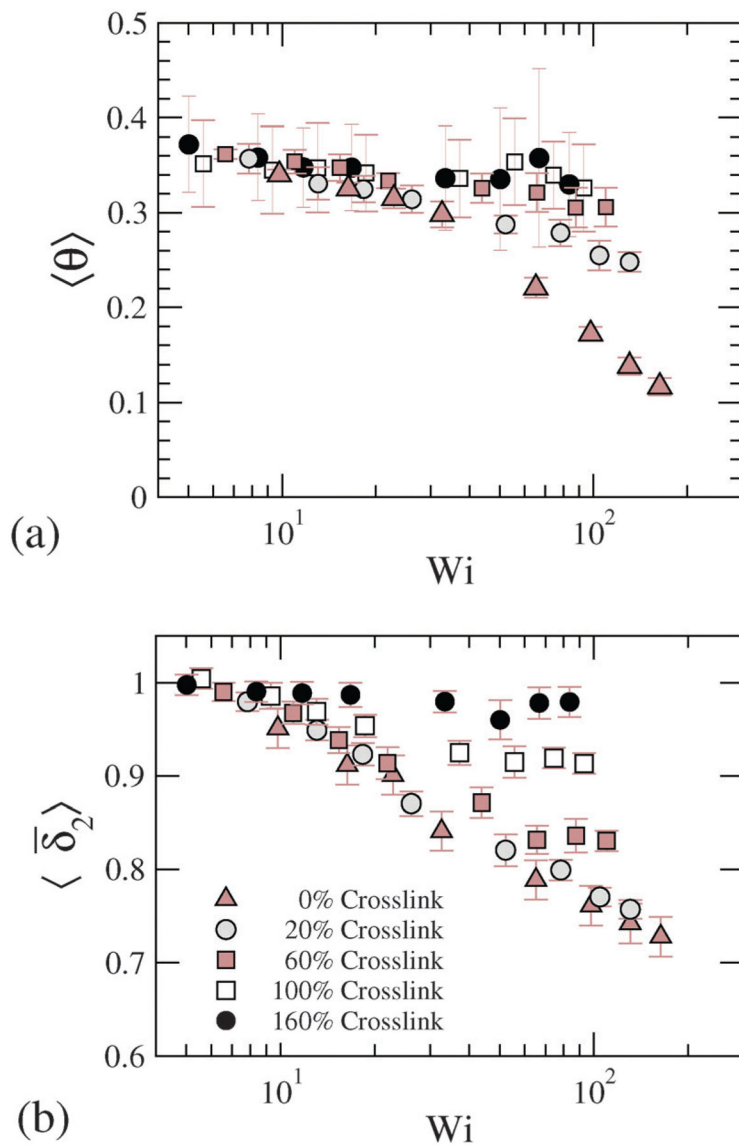 0.5
0.4
0.3
⟨θ⟩
0.2
0.1
0
10¹ 10²
(a)
Wi
1
0.9
⟨ δ̅₂ ⟩
0.8
0% Crosslink
20% Crosslink
0.7
60% Crosslink
100% Crosslink
160% Crosslink
0.6
10¹ 10²
(b)
Wi